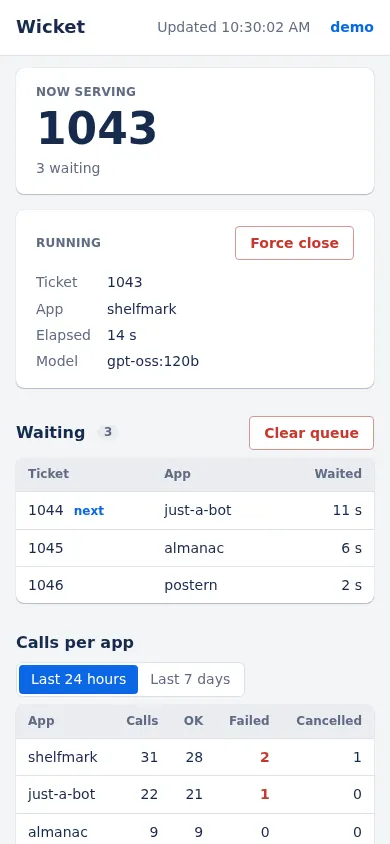 Wicket Updated 10:30:02 AM demo
NOW SERVING
1043
3 waiting
RUNNING Force close
Ticket 1043
App shelfmark
Elapsed 14 s
Model gpt-oss:120b
Waiting 3 Clear queue
Ticket App Waited
1044 next just-a-bot 11 s
1045 almanac 6 s
1046 postern 2 s
Calls per app
Last 24 hours Last 7 days
App Calls OK Failed Cancelled
shelfmark 31 28 2 1
just-a-bot 22 21 1 0
almanac 9 9 0 0